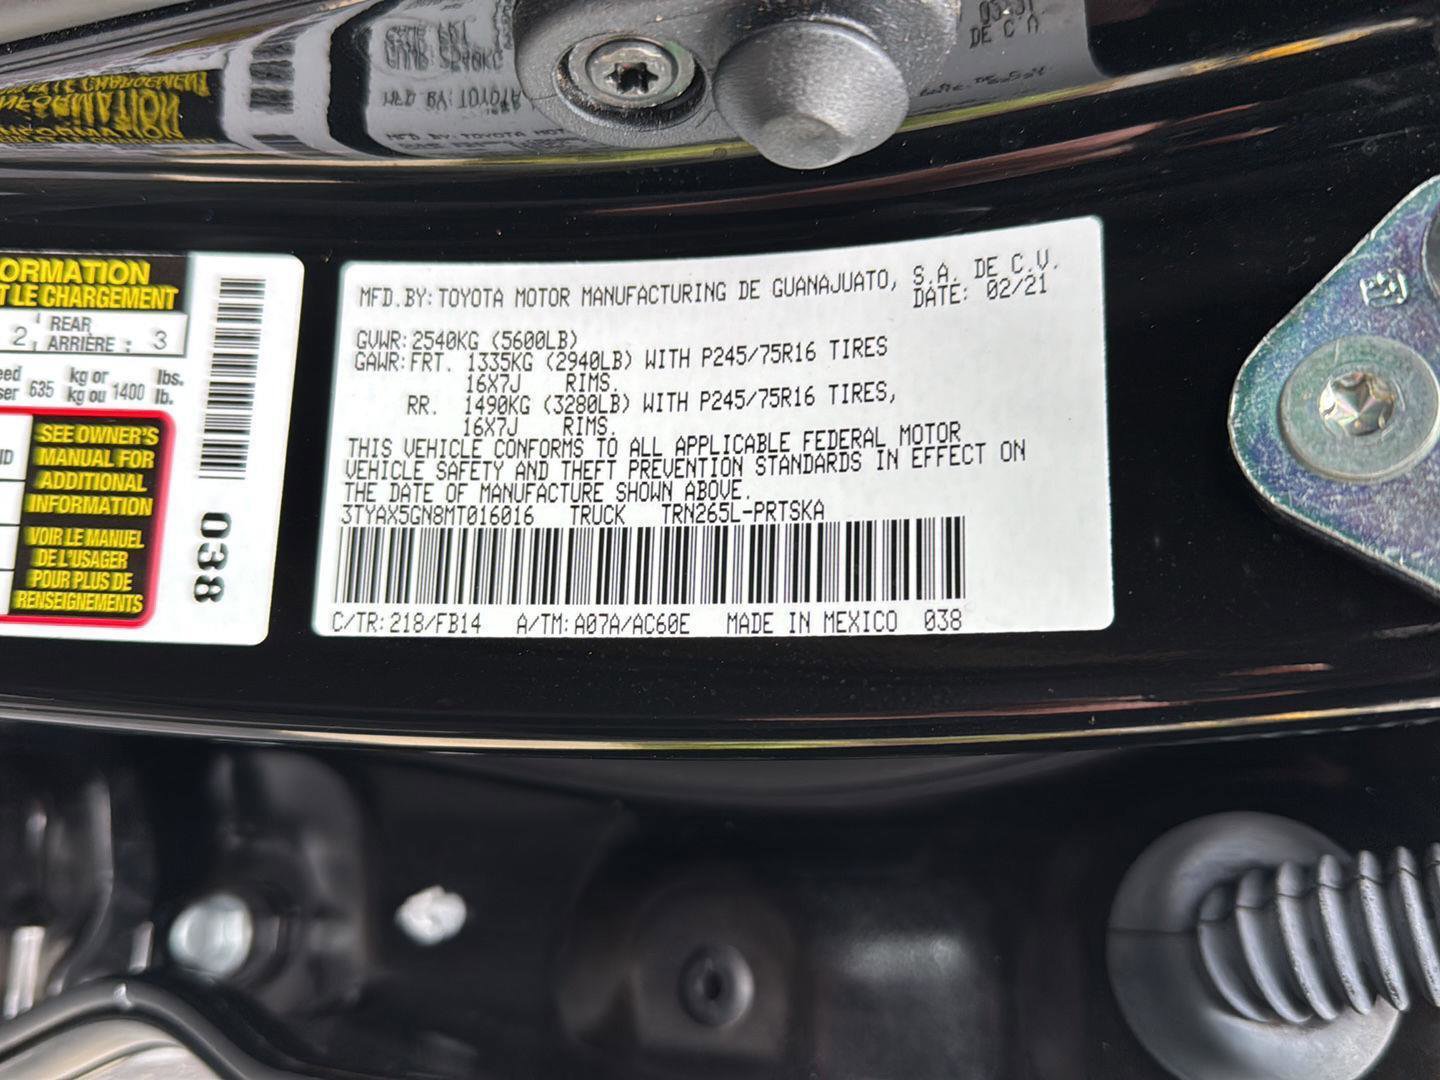 ORMATION
T LE CHARGEMENT
2, REAR
ARRIÈRE : 3
kg or lbs.
635 kg ou 1400 lb.
SEE OWNER'S
MANUAL FOR
ADDITIONAL
INFORMATION
VOIR LE MANUEL
DE L'USAGER
POUR PLUS DE
RENSEIGNEMENTS
038
MFD.BY:TOYOTA MOTOR MANUFACTURING DE GUANAJUATO, S.A. DE C.V.
DATE: 02/21
GVWR:2540KG (5600LB)
GAWR:FRT. 1335KG (2940LB) WITH P245/75R16 TIRES
16X7J RIMS.
RR. 1490KG (3280LB) WITH P245/75R16 TIRES,
16X7J RIMS.
THIS VEHICLE CONFORMS TO ALL APPLICABLE FEDERAL MOTOR
VEHICLE SAFETY AND THEFT PREVENTION STANDARDS IN EFFECT ON
THE DATE OF MANUFACTURE SHOWN ABOVE.
3TYAX5GN8MT016016 TRUCK TRN265L-PRTSKA
C/TR:218/FB14 A/TM:A07A/AC60E MADE IN MEXICO 038